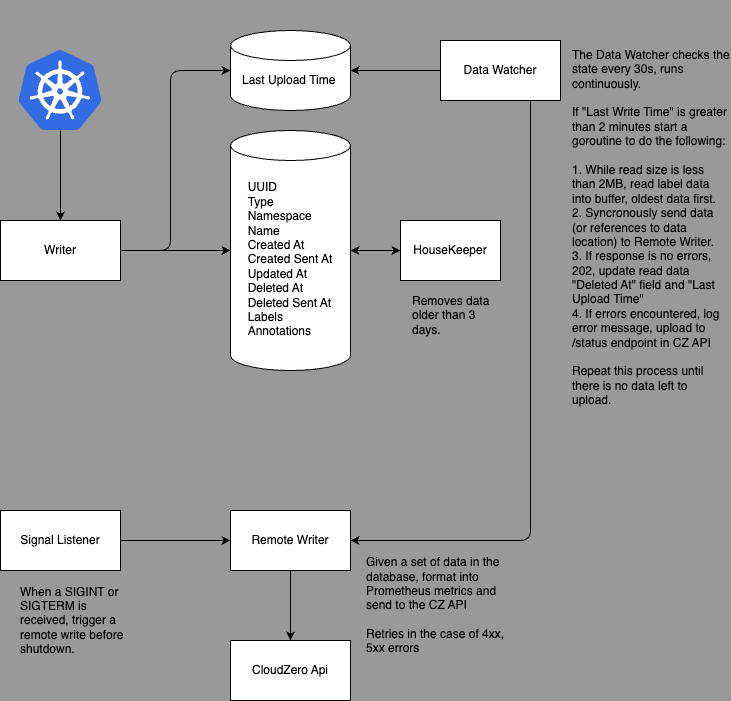 Last Upload Time
Data Watcher
The Data Watcher checks the
state every 30s, runs
continuously.
If "Last Write Time" is greater
than 2 minutes start a
goroutine to do the following:
1. While read size is less
than 2MB, read label data
into buffer, oldest data first.
2. Syncronously send data
(or references to data
location) to Remote Writer.
3. If response is no errors,
202, update read data
"Deleted At" field and "Last
Upload Time"
4. If errors encountered, log
error message, upload to
/status endpoint in CZ API
Repeat this process until
there is no data left to
upload.
Writer
UUID
Type
Namespace
Name
Created At
Created Sent At
Updated At
Deleted At
Deleted Sent At
Labels
Annotations
HouseKeeper
Removes data
older than 3
days.
Signal Listener
When a SIGINT or
SIGTERM is
received, trigger a
remote write before
shutdown.
Remote Writer
Given a set of data in the
database, format into
Prometheus metrics and
send to the CZ API
Retries in the case of 4xx,
5xx errors
CloudZero Api